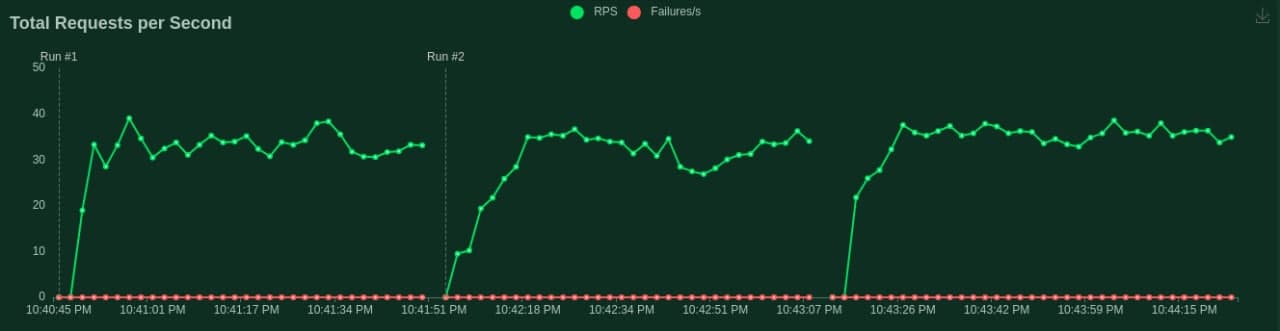 Total Requests per Second
RPS Failures/s
Run #1 Run #2
50
40
30
20
10
0
10:40:45 PM 10:41:01 PM 10:41:17 PM 10:41:34 PM 10:41:51 PM 10:42:18 PM 10:42:34 PM 10:42:51 PM 10:43:07 PM 10:43:26 PM 10:43:42 PM 10:43:59 PM 10:44:15 PM